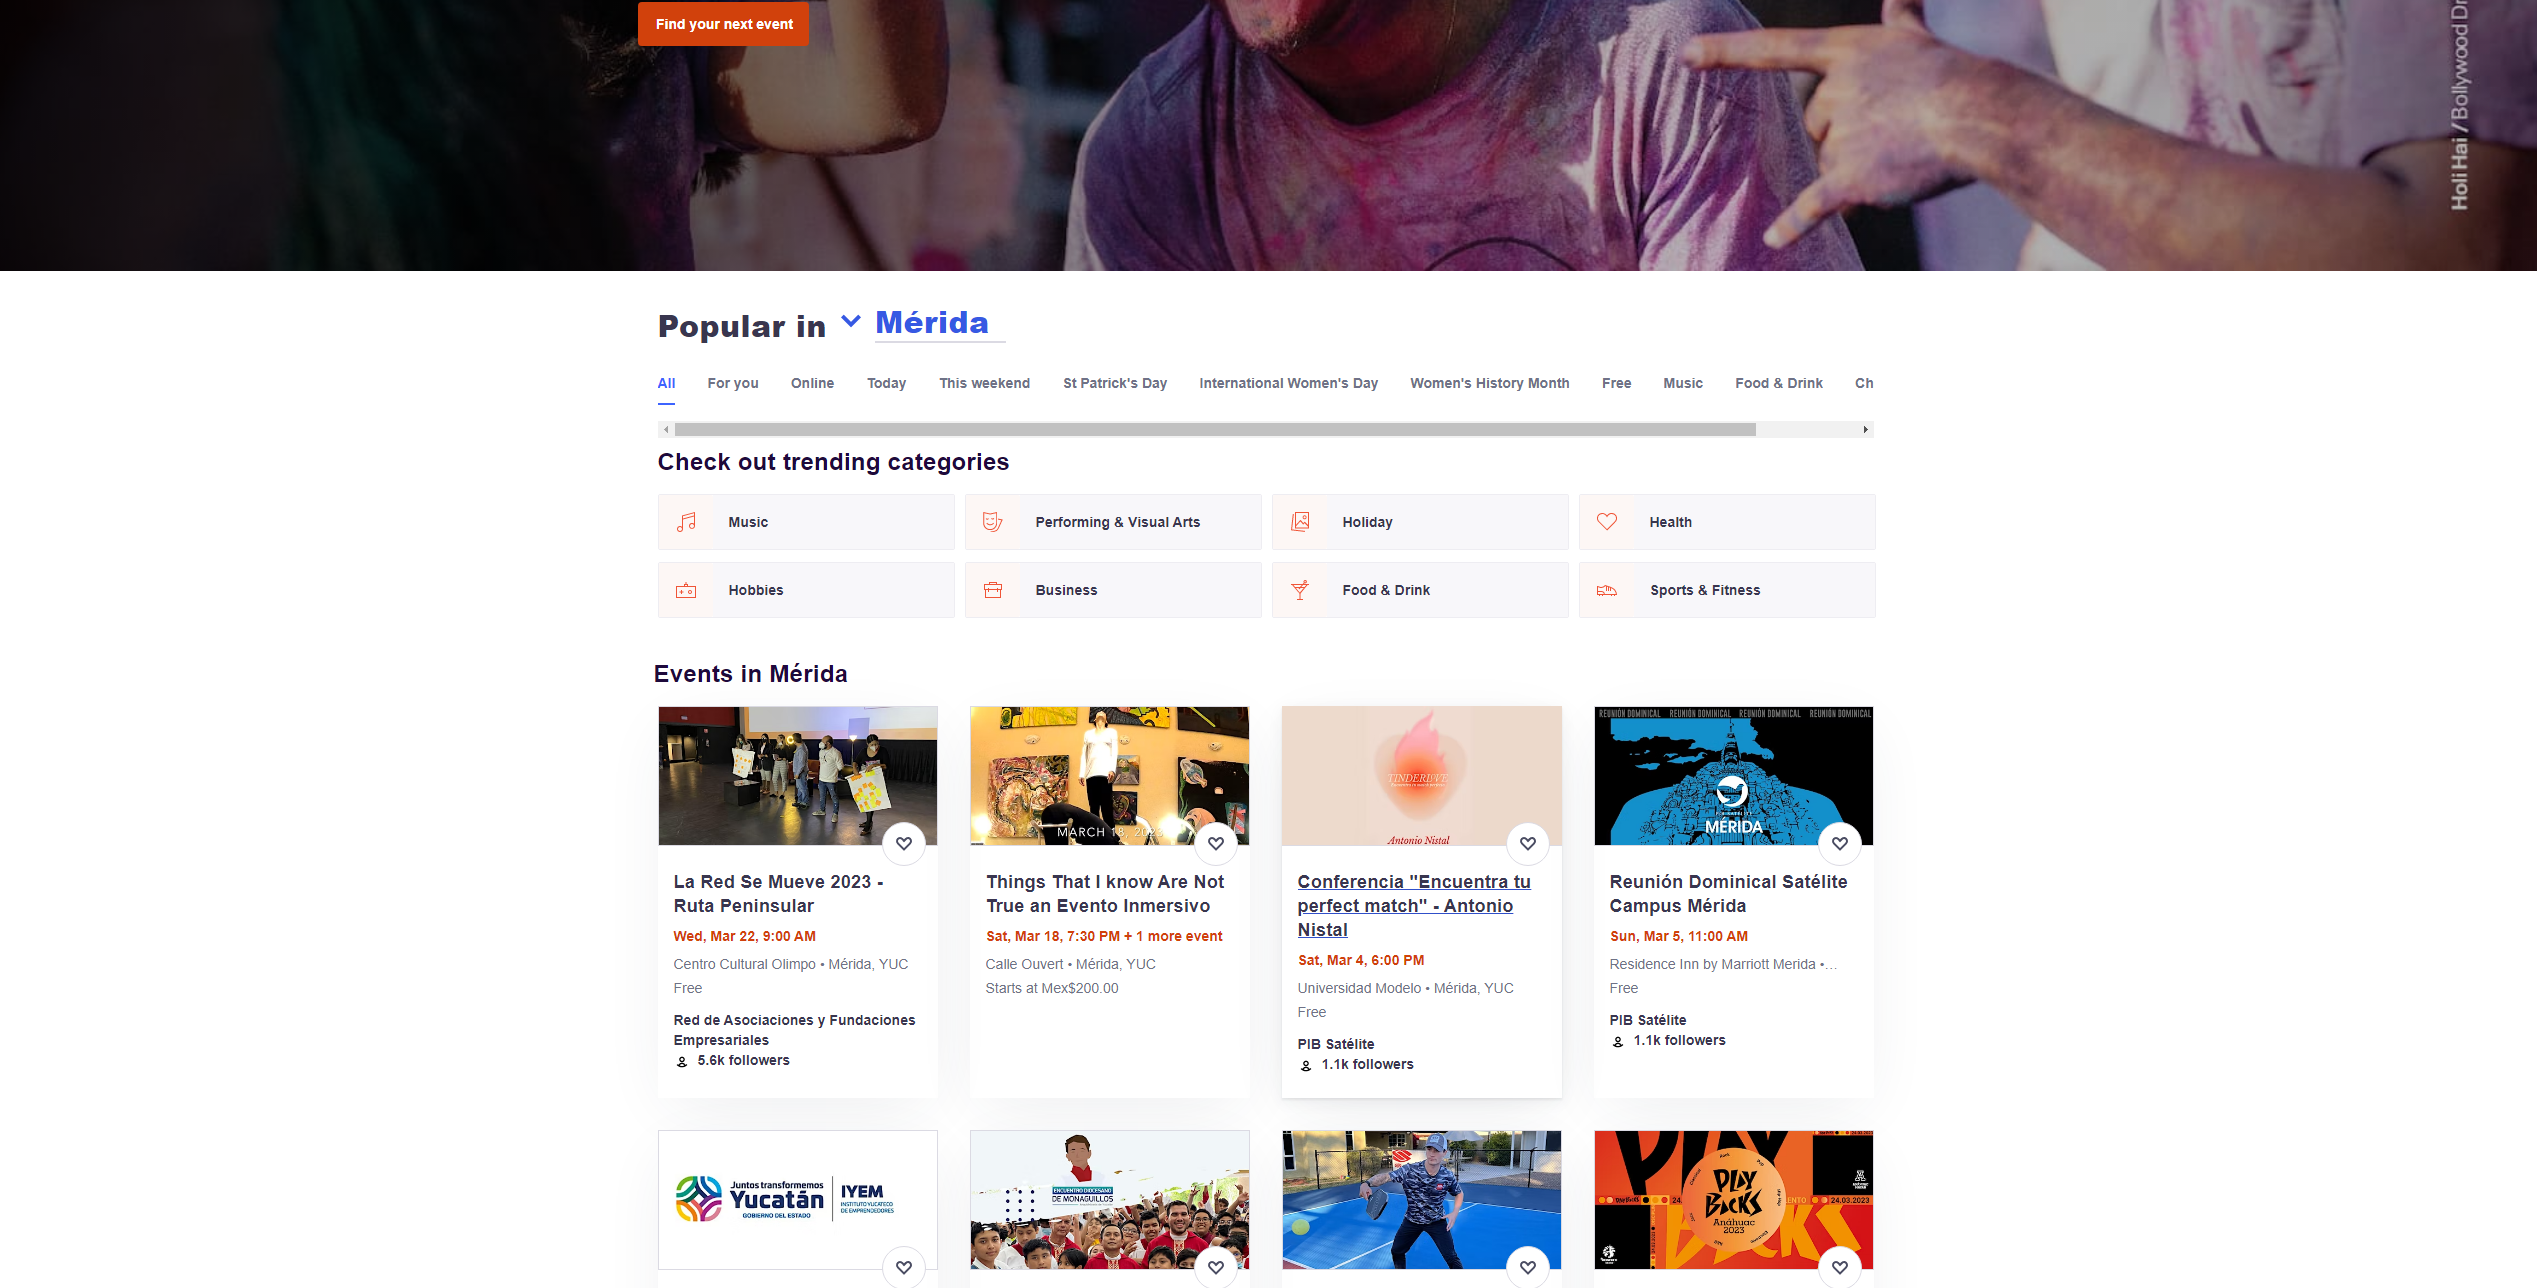 Find your next event
Holi Hai / Bollywood Dr
Popular in Mérida
All For you Online Today This weekend St Patrick's Day International Women's Day Women's History Month Free Music Food & Drink Ch
Check out trending categories
Music
Performing & Visual Arts
Holiday
Health
Hobbies
Business
Food & Drink
Sports & Fitness
Events in Mérida
La Red Se Mueve 2023 -
Ruta Peninsular
Wed, Mar 22, 9:00 AM
Centro Cultural Olimpo • Mérida, YUC
Free
Red de Asociaciones y Fundaciones
Empresariales
5.6k followers
MARCH 18, 2023
Things That I know Are Not
True an Evento Inmersivo
Sat, Mar 18, 7:30 PM + 1 more event
Calle Ouvert • Mérida, YUC
Starts at Mex$200.00
Antonio Nistal
Conferencia "Encuentra tu
perfect match" - Antonio
Nistal
Sat, Mar 4, 6:00 PM
Universidad Modelo • Mérida, YUC
Free
PIB Satélite
1.1k followers
REUNIÓN DOMINICAL REUNIÓN DOMINICAL REUNIÓN DOMINICAL REUNIÓN DOMINICAL
MÉRIDA
Reunión Dominical Satélite
Campus Mérida
Sun, Mar 5, 11:00 AM
Residence Inn by Marriott Merida •…
Free
PIB Satélite
1.1k followers
Juntos transformemos
Yucatán
GOBIERNO DEL ESTADO
IYEM
INSTITUTO YUCATECO
DE EMPRENDEDORES
ENCUENTRO DIOCESANO
DE MONAGUILLOS
PLAY
BACKS
Anáhuac
2023
24.03.2023